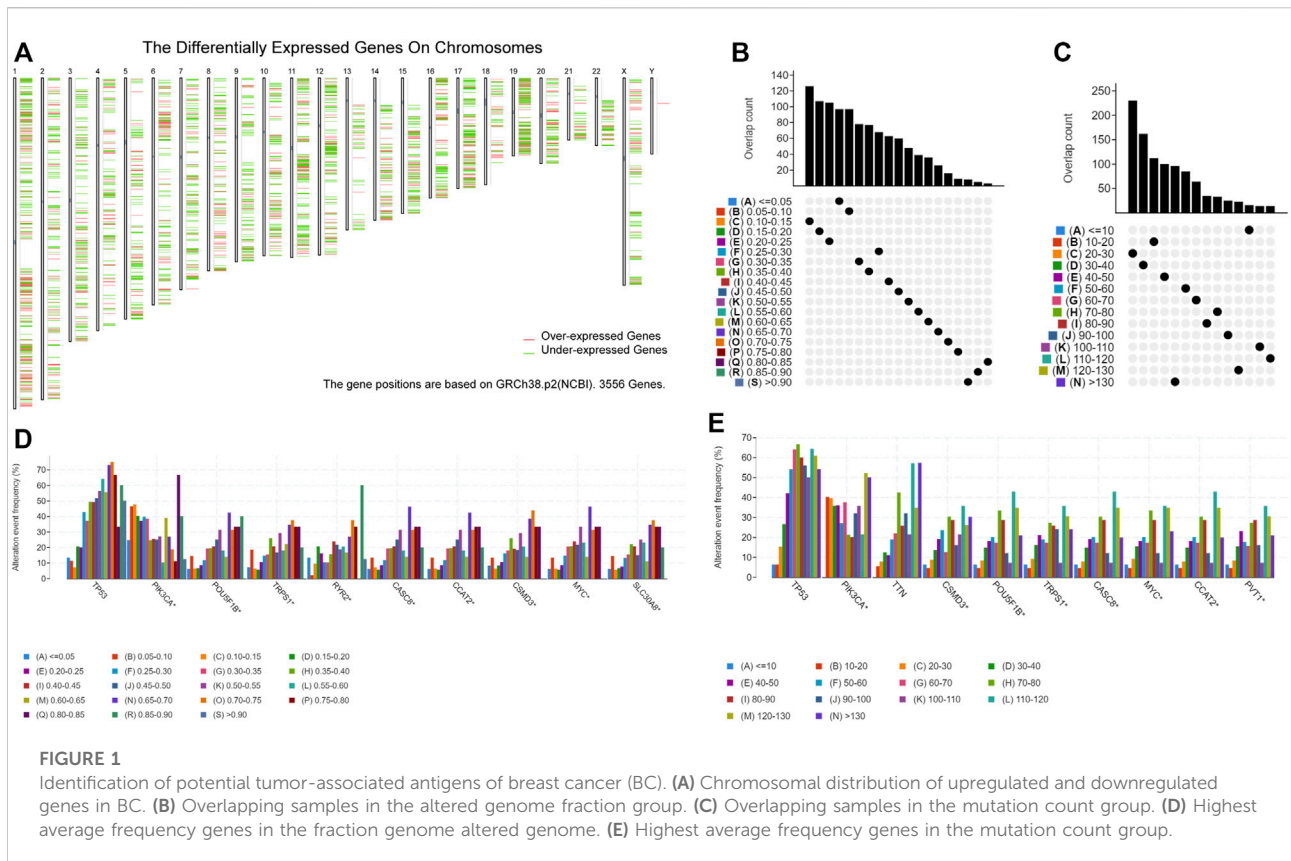 A
The Differentially Expressed Genes On Chromosomes
1 2 3 4 5 6 7 8 9 10 11 12 13 14 15 16 17 18 19 20 21 22 X Y
Over-expressed Genes
Under-expressed Genes
The gene positions are based on GRCh38.p2(NCBI). 3556 Genes.
B
Overlap count
140
120
100
80
60
40
20
(A) <=0.05
(B) 0.05-0.10
(C) 0.10-0.15
(D) 0.15-0.20
(E) 0.20-0.25
(F) 0.25-0.30
(G) 0.30-0.35
(H) 0.35-0.40
(I) 0.40-0.45
(J) 0.45-0.50
(K) 0.50-0.55
(L) 0.55-0.60
(M) 0.60-0.65
(N) 0.65-0.70
(O) 0.70-0.75
(P) 0.75-0.80
(Q) 0.80-0.85
(R) 0.85-0.90
(S) >0.90
C
Overlap count
250
200
150
100
50
(A) <=10
(B) 10-20
(C) 20-30
(D) 30-40
(E) 40-50
(F) 50-60
(G) 60-70
(H) 70-80
(I) 80-90
(J) 90-100
(K) 100-110
(L) 110-120
(M) 120-130
(N) >130
D
Alteration event frequency (%)
70
60
50
40
30
20
10
0
TP53
PIK3CA*
POU5F1B*
TRPS1*
RYR2*
CASC8*
CCAT2*
CSMD3*
MYC*
SLC30A8*
(A) <=0.05 (B) 0.05-0.10 (C) 0.10-0.15 (D) 0.15-0.20
(E) 0.20-0.25 (F) 0.25-0.30 (G) 0.30-0.35 (H) 0.35-0.40
(I) 0.40-0.45 (J) 0.45-0.50 (K) 0.50-0.55 (L) 0.55-0.60
(M) 0.60-0.65 (N) 0.65-0.70 (O) 0.70-0.75 (P) 0.75-0.80
(Q) 0.80-0.85 (R) 0.85-0.90 (S) >0.90
E
Alteration event frequency (%)
70
60
50
40
30
20
10
0
TP53
PIK3CA*
TTN
CSMD3*
POU5F1B*
TRPS1*
CASC8*
MYC*
CCAT2*
PVT1*
(A) <=10 (B) 10-20 (C) 20-30 (D) 30-40
(E) 40-50 (F) 50-60 (G) 60-70 (H) 70-80
(I) 80-90 (J) 90-100 (K) 100-110 (L) 110-120
(M) 120-130 (N) >130
FIGURE 1
Identification of potential tumor-associated antigens of breast cancer (BC). (A) Chromosomal distribution of upregulated and downregulated
genes in BC. (B) Overlapping samples in the altered genome fraction group. (C) Overlapping samples in the mutation count group. (D) Highest
average frequency genes in the fraction genome altered genome. (E) Highest average frequency genes in the mutation count group.